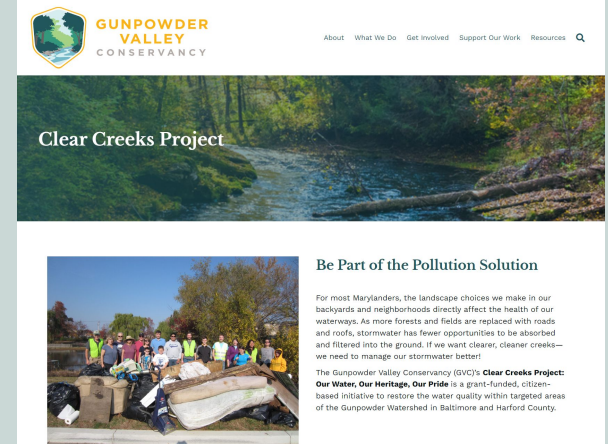 GUNPOWDER
VALLEY
CONSERVANCY
About What We Do Get Involved Support Our Work Resources
Clear Creeks Project
Be Part of the Pollution Solution
For most Marylanders, the landscape choices we make in our
backyards and neighborhoods directly affect the health of our
waterways. As more forests and fields are replaced with roads
and roofs, stormwater has fewer opportunities to be absorbed
and filtered into the ground. If we want clearer, cleaner creeks—
we need to manage our stormwater better!
The Gunpowder Valley Conservancy (GVC)'s Clear Creeks Project:
Our Water, Our Heritage, Our Pride is a grant-funded, citizen-
based initiative to restore the water quality within targeted areas
of the Gunpowder Watershed in Baltimore and Harford County.